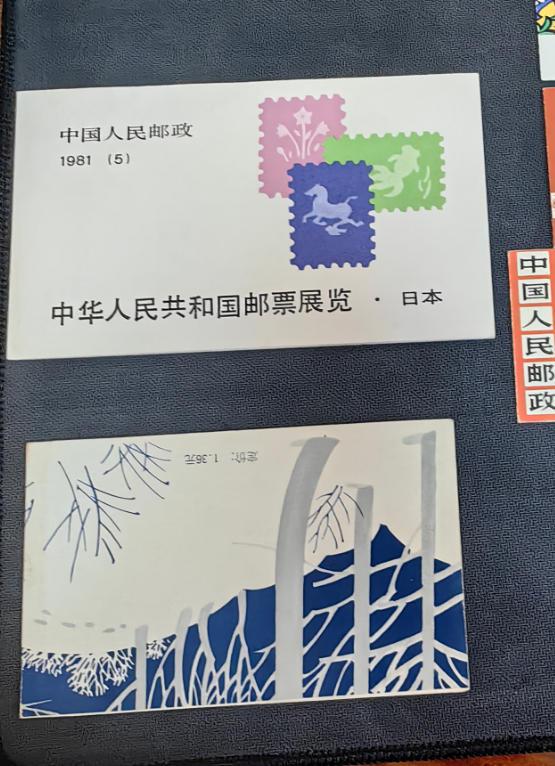 中国人民邮政
1981 (5)
中华人民共和国邮票展览 · 日本
中国人民邮政
定价：1.36元